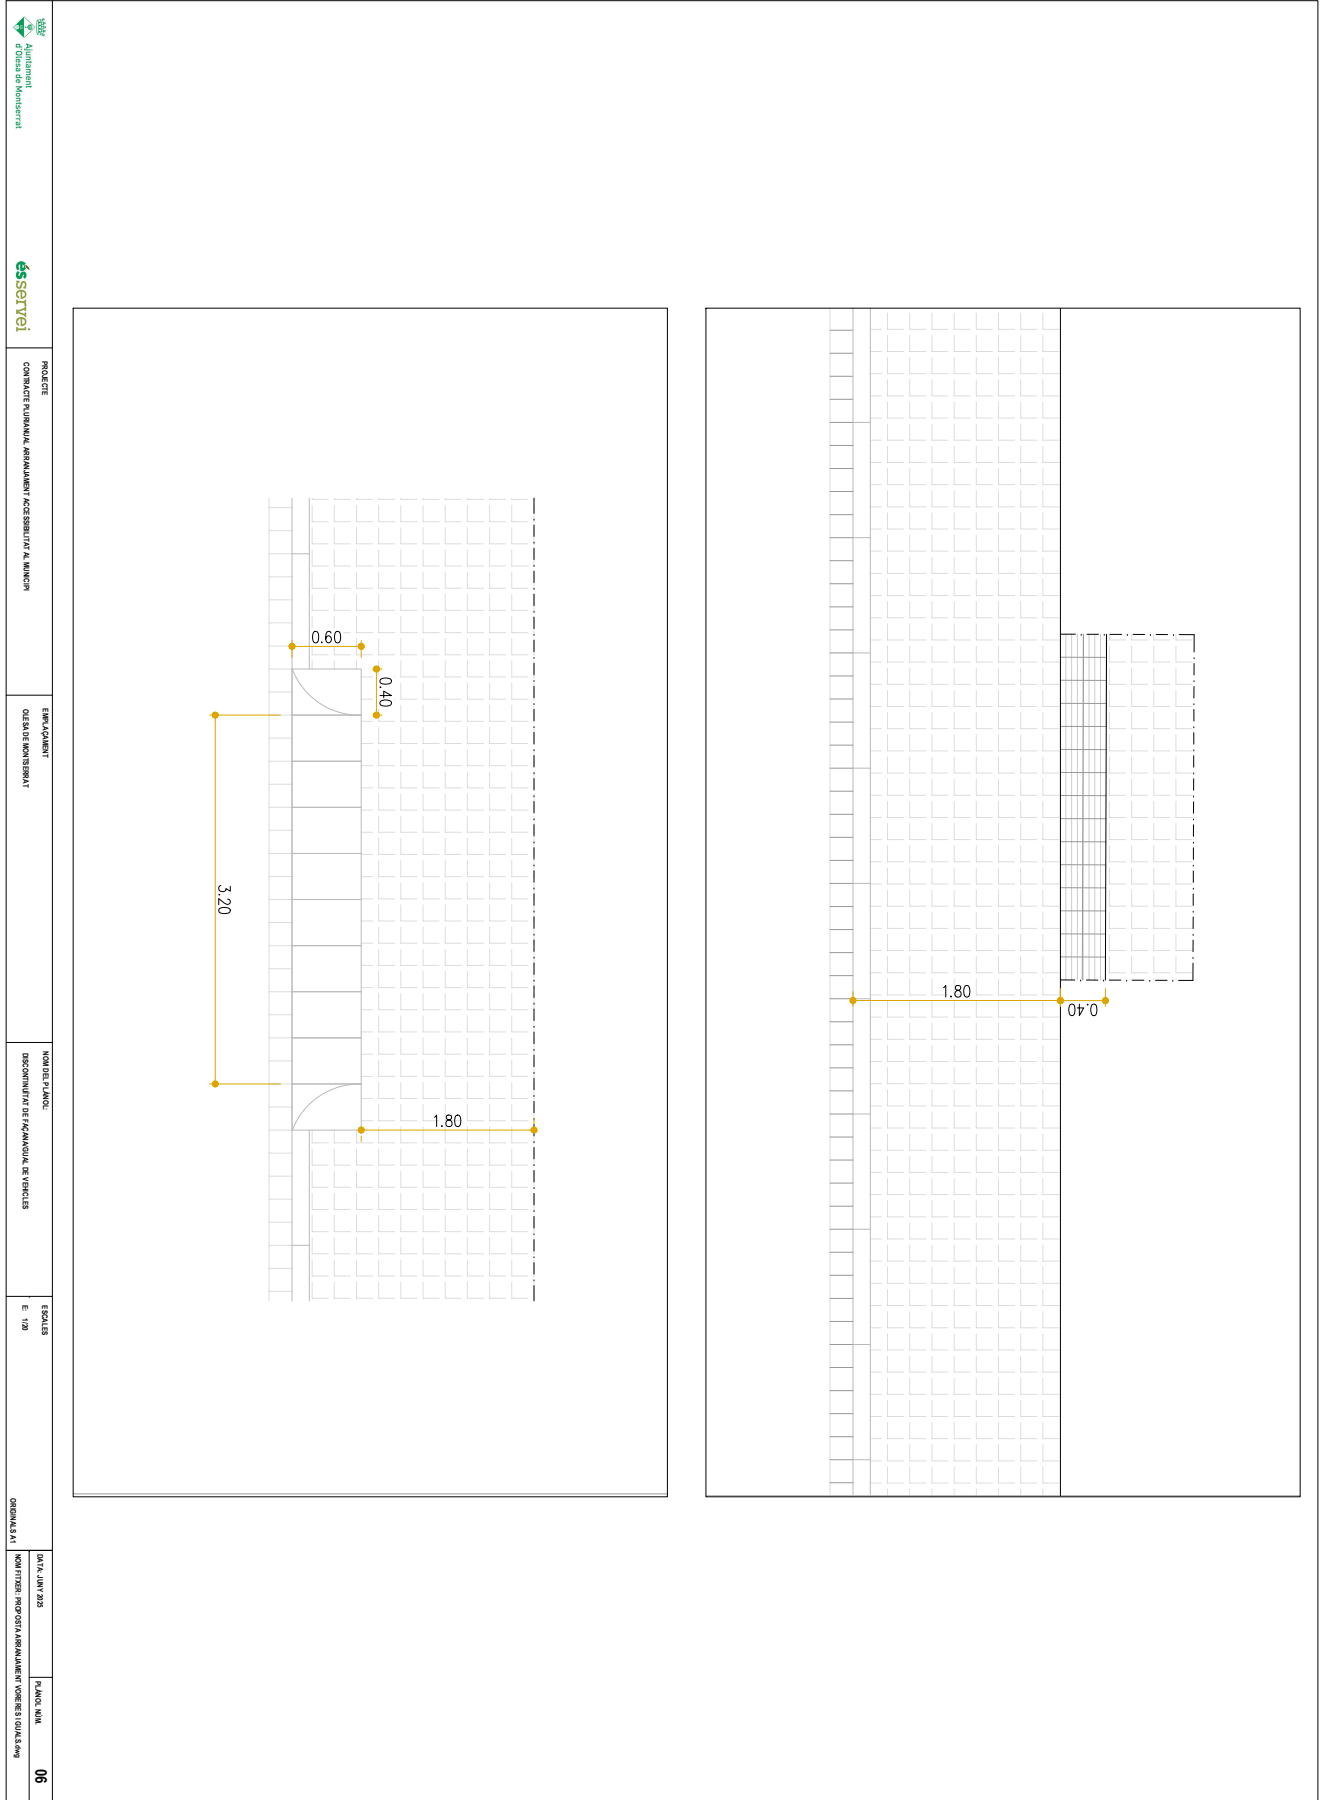 Ajuntament
d'Olesa de Montserrat
ésservei
PROJECTE
CONTRACTE PLURIANUAL ARRANJAMENT ACCESSIBILITAT AL MUNICIPI
EMPLAÇAMENT
OLESA DE MONTSERRAT
NOM DEL PLÀNOL:
DISCONTINUÏTAT DE FAÇANA/GUAL DE VEHICLES
ESCALES
E: 1/20
ORIGINALS A1
DATA: JUNY 2025
PLÀNOL NÚM.
06
NOM FITXER: PROPOSTA ARRANJAMENT VORERES I GUALS.dwg
1.80
0.40
0.60
0.40
3.20
1.80